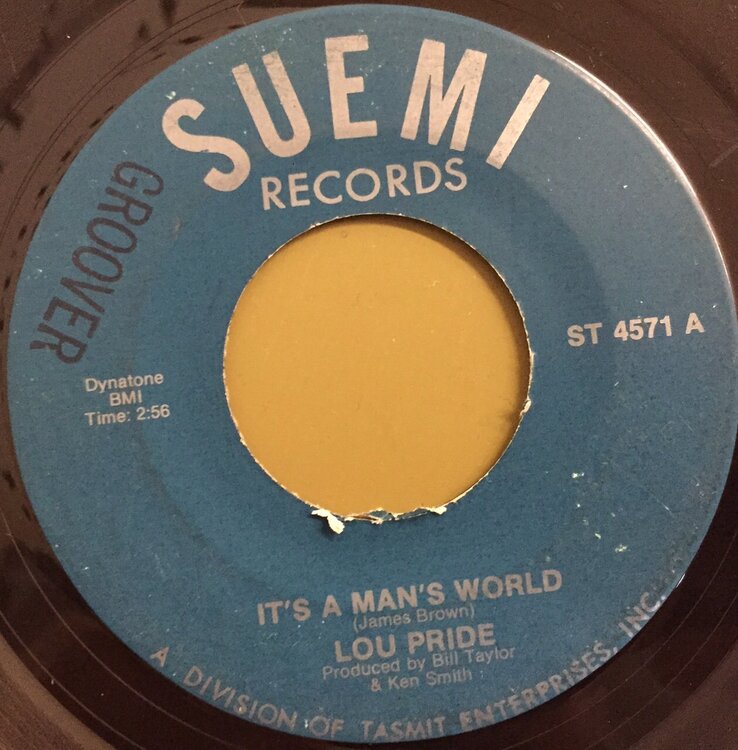 SUEMI
RECORDS
GROOVER
ST 4571 A
Dynatone
BMI
Time: 2:56
IT'S A MAN'S WORLD
(James Brown)
LOU PRIDE
Produced by Bill Taylor
& Ken Smith
A DIVISION OF TASMIT ENTERPRISES, INC.